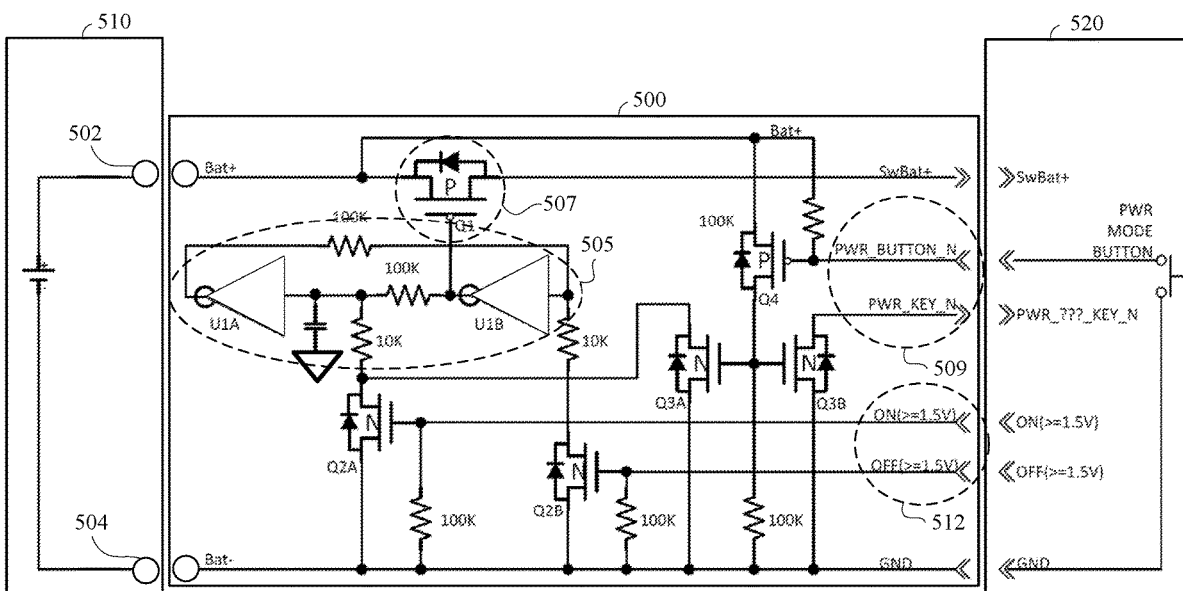 510
520
500
502
Bat+
Bat+
SwBat+
SwBat+
P
507
Q1
100K
100K
PWR
MODE
BUTTON
505
PWR_BUTTON_N
100K
P
Q4
U1A
U1B
PWR_KEY_N
PWR_???_KEY_N
10K
10K
N
N
509
Q3A
Q3B
N
ON(>=1.5V)
ON(>=1.5V)
Q2A
N
OFF(>=1.5V)
OFF(>=1.5V)
Q2B
504
100K
100K
100K
512
Bat-
GND
GND